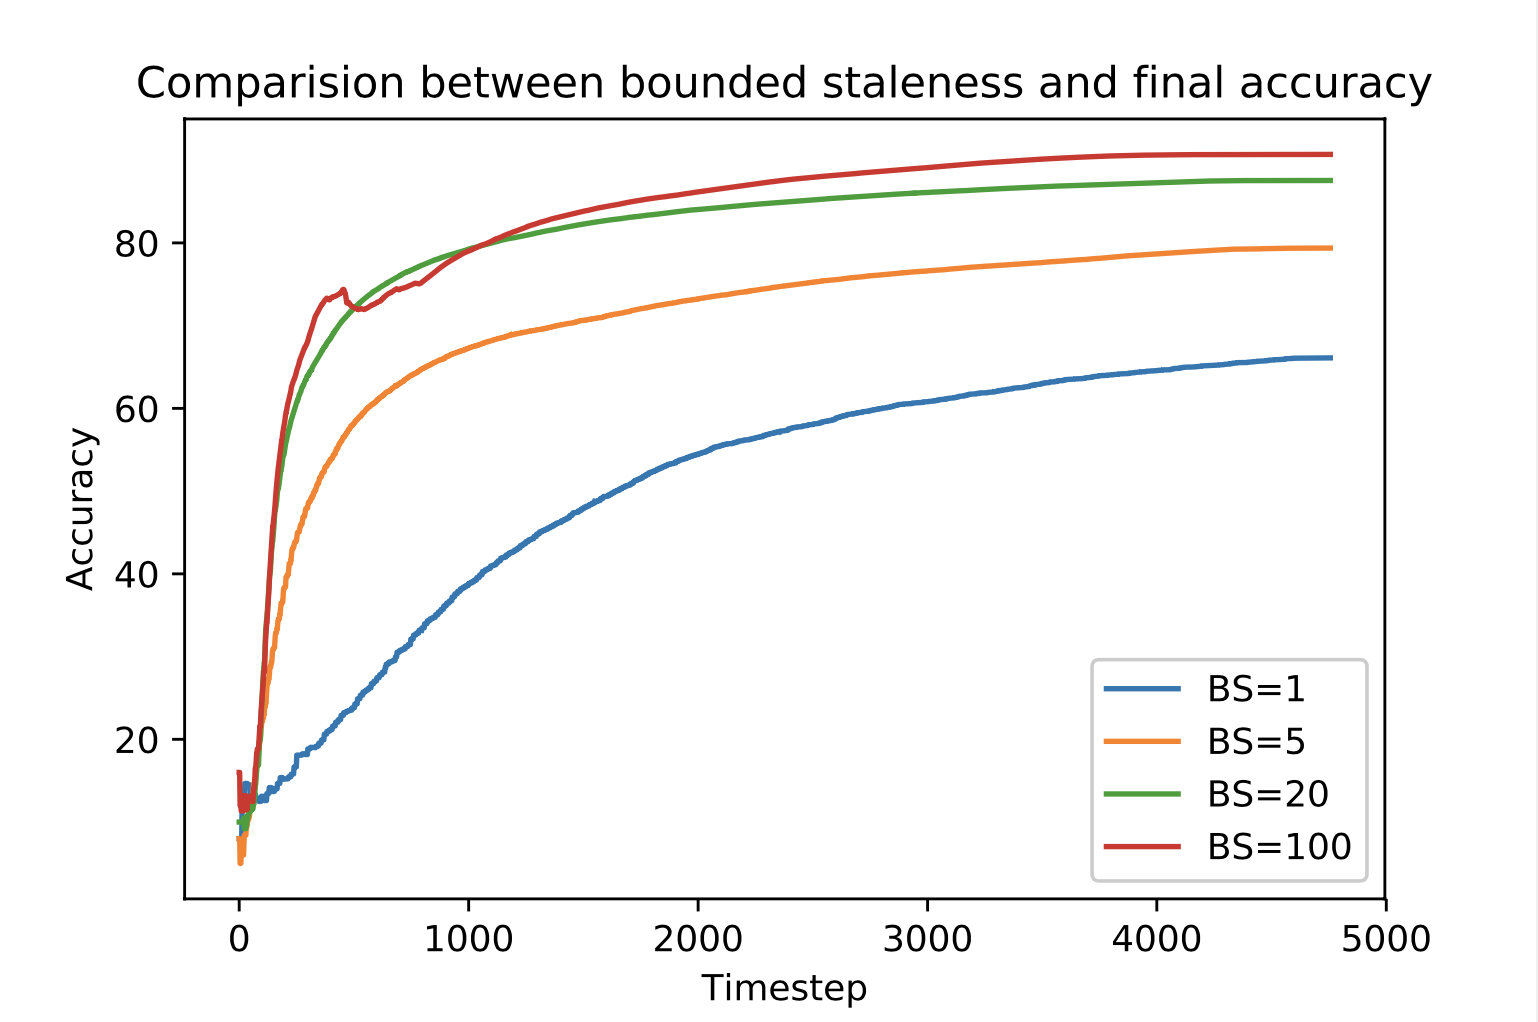 Comparision between bounded staleness and final accuracy
Accuracy
80
60
40
20
BS=1
BS=5
BS=20
BS=100
0 1000 2000 3000 4000 5000
Timestep